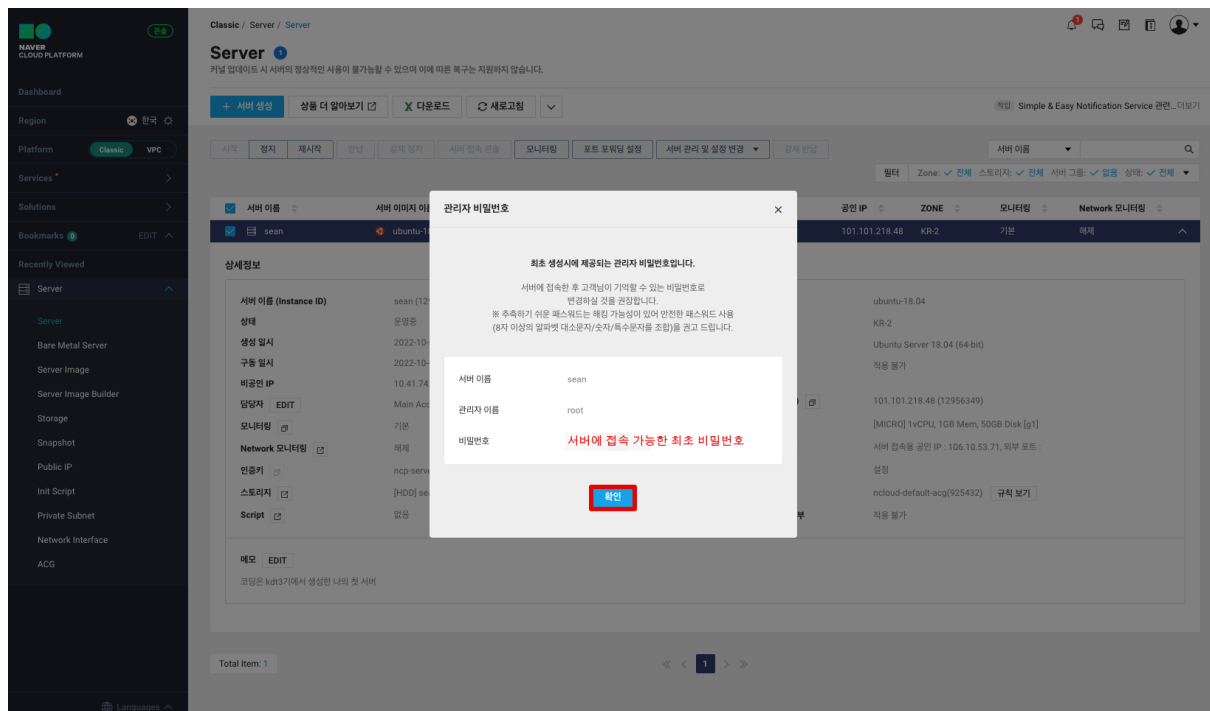 NAVER
CLOUD PLATFORM
콘솔
Dashboard
Region 한국
Platform Classic VPC
Services
Solutions
Bookmarks 0 EDIT
Recently Viewed
Server
Server
Bare Metal Server
Server Image
Server Image Builder
Storage
Snapshot
Public IP
Init Script
Private Subnet
Network Interface
ACG
Languages
Classic / Server / Server
Server
커널 업데이트 시 서버의 정상적인 사용이 불가능할 수 있으며 이에 따른 복구는 지원하지 않습니다.
+ 서버 생성 상품 더 알아보기 다운로드 새로고침
작업 Simple & Easy Notification Service 관련... 더보기
시작 정지 재시작 반납 강제 정지 서버 접속 콘솔 모니터링 포트 포워딩 설정 서버 관리 및 설정 변경 강제 반납
서버 이름
필터 Zone: 전체 스토리지: 전체 서버 그룹: 없음 상태: 전체
서버 이름 서버 이미지 이름 공인 IP ZONE 모니터링 Network 모니터링
sean ubuntu-1 101.101.218.48 KR-2 기본 해제
상세정보
서버 이름 (Instance ID) sean (12 ubuntu-18.04
상태 운영중 KR-2
생성 일시 2022-10- Ubuntu Server 18.04 (64-bit)
구동 일시 2022-10- 적용 불가
비공인 IP 10.41.74
담당자 EDIT Main Acc 101.101.218.48 (12956349)
모니터링 기본 [MICRO] 1vCPU, 1GB Mem, 50GB Disk [g1]
Network 모니터링 해제 서버 접속용 공인 IP : 106.10.53.71, 외부 포트 :
인증키 ncp-serv 설정
스토리지 [HDD] se ncloud-default-acg(925432) 규칙 보기
Script 없음 부 적용 불가
메모 EDIT
코딩온 kdt3기에서 생성한 나의 첫 서버
Total Item: 1
1
관리자 비밀번호
최초 생성시에 제공되는 관리자 비밀번호입니다.
서버에 접속한 후 고객님이 기억할 수 있는 비밀번호로
변경하실 것을 권장합니다.
※ 추측하기 쉬운 패스워드는 해킹 가능성이 있어 안전한 패스워드 사용
(8자 이상의 알파벳 대소문자/숫자/특수문자를 조합)을 권고 드립니다.
서버 이름 sean
관리자 이름 root
비밀번호 서버에 접속 가능한 최초 비밀번호
확인